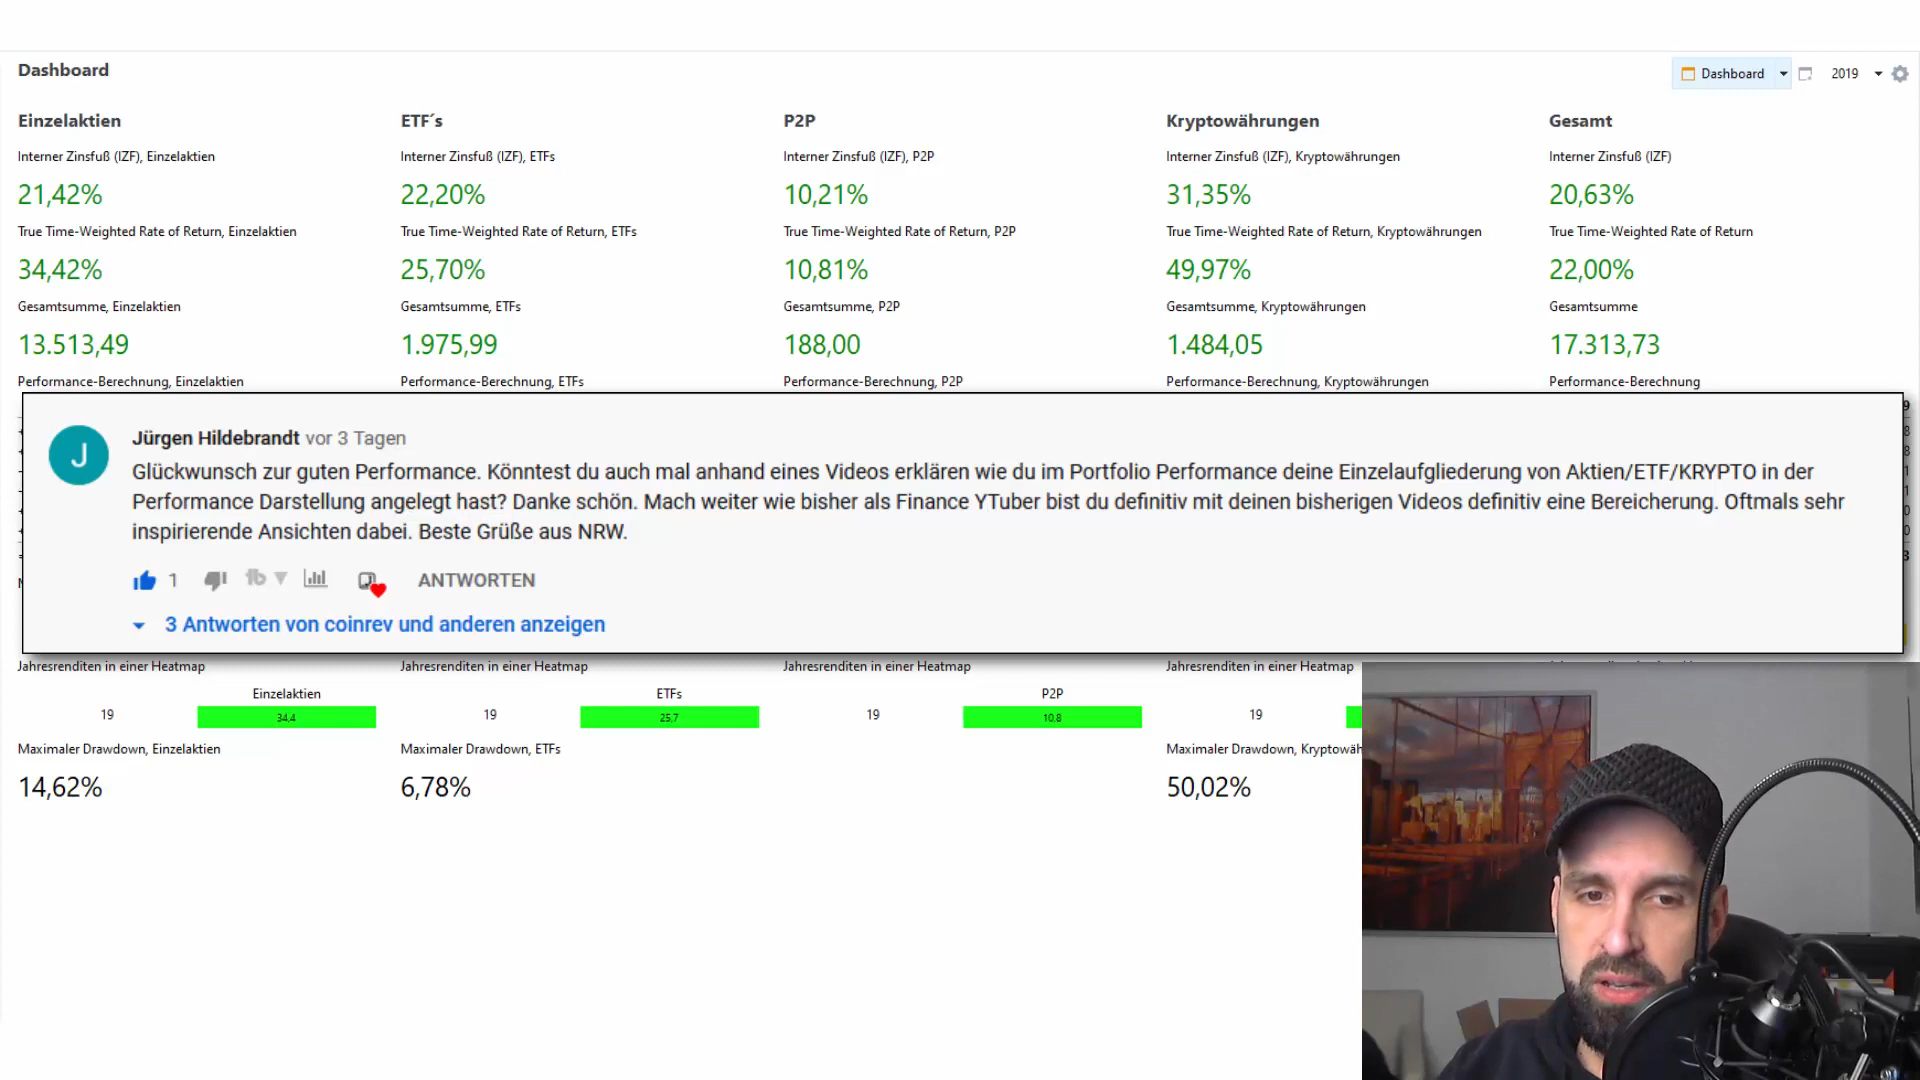 Dashboard
Dashboard
2019
Einzelaktien
ETF´s
P2P
Kryptowährungen
Gesamt
Interner Zinsfuß (IZF), Einzelaktien
Interner Zinsfuß (IZF), ETFs
Interner Zinsfuß (IZF), P2P
Interner Zinsfuß (IZF), Kryptowährungen
Interner Zinsfuß (IZF)
21,42%
22,20%
10,21%
31,35%
20,63%
True Time-Weighted Rate of Return, Einzelaktien
True Time-Weighted Rate of Return, ETFs
True Time-Weighted Rate of Return, P2P
True Time-Weighted Rate of Return, Kryptowährungen
True Time-Weighted Rate of Return
34,42%
25,70%
10,81%
49,97%
22,00%
Gesamtsumme, Einzelaktien
Gesamtsumme, ETFs
Gesamtsumme, P2P
Gesamtsumme, Kryptowährungen
Gesamtsumme
13.513,49
1.975,99
188,00
1.484,05
17.313,73
Performance-Berechnung, Einzelaktien
Performance-Berechnung, ETFs
Performance-Berechnung, P2P
Performance-Berechnung, Kryptowährungen
Performance-Berechnung
J
Jürgen Hildebrandt vor 3 Tagen
Glückwunsch zur guten Performance. Könntest du auch mal anhand eines Videos erklären wie du im Portfolio Performance deine Einzelaufgliederung von Aktien/ETF/KRYPTO in der
Performance Darstellung angelegt hast? Danke schön. Mach weiter wie bisher als Finance YTuber bist du definitiv mit deinen bisherigen Videos definitiv eine Bereicherung. Oftmals sehr
inspirierende Ansichten dabei. Beste Grüße aus NRW.
1
ANTWORTEN
3 Antworten von coinrev und anderen anzeigen
Jahresrenditen in einer Heatmap
Jahresrenditen in einer Heatmap
Jahresrenditen in einer Heatmap
Jahresrenditen in einer Heatmap
Einzelaktien
ETFs
P2P
19
34,4
19
25,7
19
10,8
19
Maximaler Drawdown, Einzelaktien
Maximaler Drawdown, ETFs
Maximaler Drawdown, Kryptowäh
14,62%
6,78%
50,02%